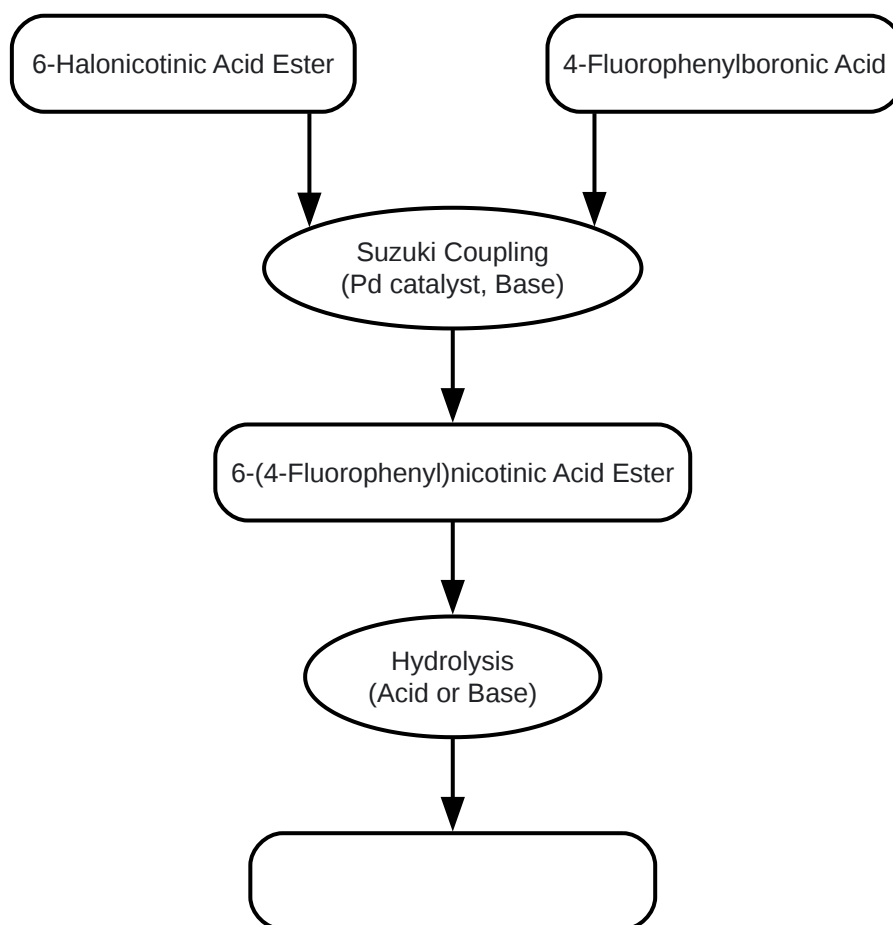 6-Halonicotinic Acid Ester
4-Fluorophenylboronic Acid
Suzuki Coupling
(Pd catalyst, Base)
6-(4-Fluorophenyl)nicotinic Acid Ester
Hydrolysis
(Acid or Base)